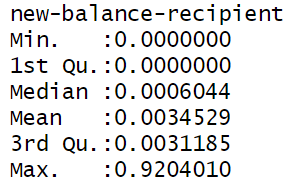 new-balance-recipient
Min.   :0.0000000
1st Qu.:0.0000000
Median :0.0006044
Mean   :0.0034529
3rd Qu.:0.0031185
Max.   :0.9204010